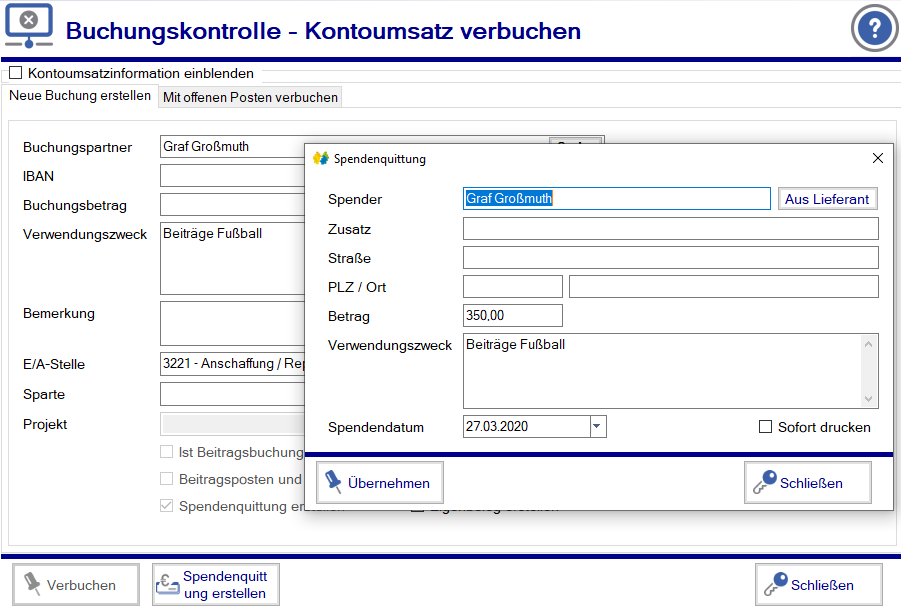 Buchungskontrolle - Kontoumsatz verbuchen
?
Kontoumsatzinformation einblenden
Neue Buchung erstellen
Mit offenen Posten verbuchen
Buchungspartner
Graf Großmuth
IBAN
Buchungsbetrag
Verwendungszweck
Beiträge Fußball
Bemerkung
E/A-Stelle
3221 - Anschaffung / Rep
Sparte
Projekt
Ist Beitragsbuchung
Beitragsposten und
Spendenquittung
Spendenquittung
Spender
Graf Großmuth
Aus Lieferant
Zusatz
Straße
PLZ / Ort
Betrag
350,00
Verwendungszweck
Beiträge Fußball
Spendendatum
27.03.2020
Sofort drucken
Übernehmen
Schließen
Verbuchen
Spendenquitt
ung erstellen
Schließen